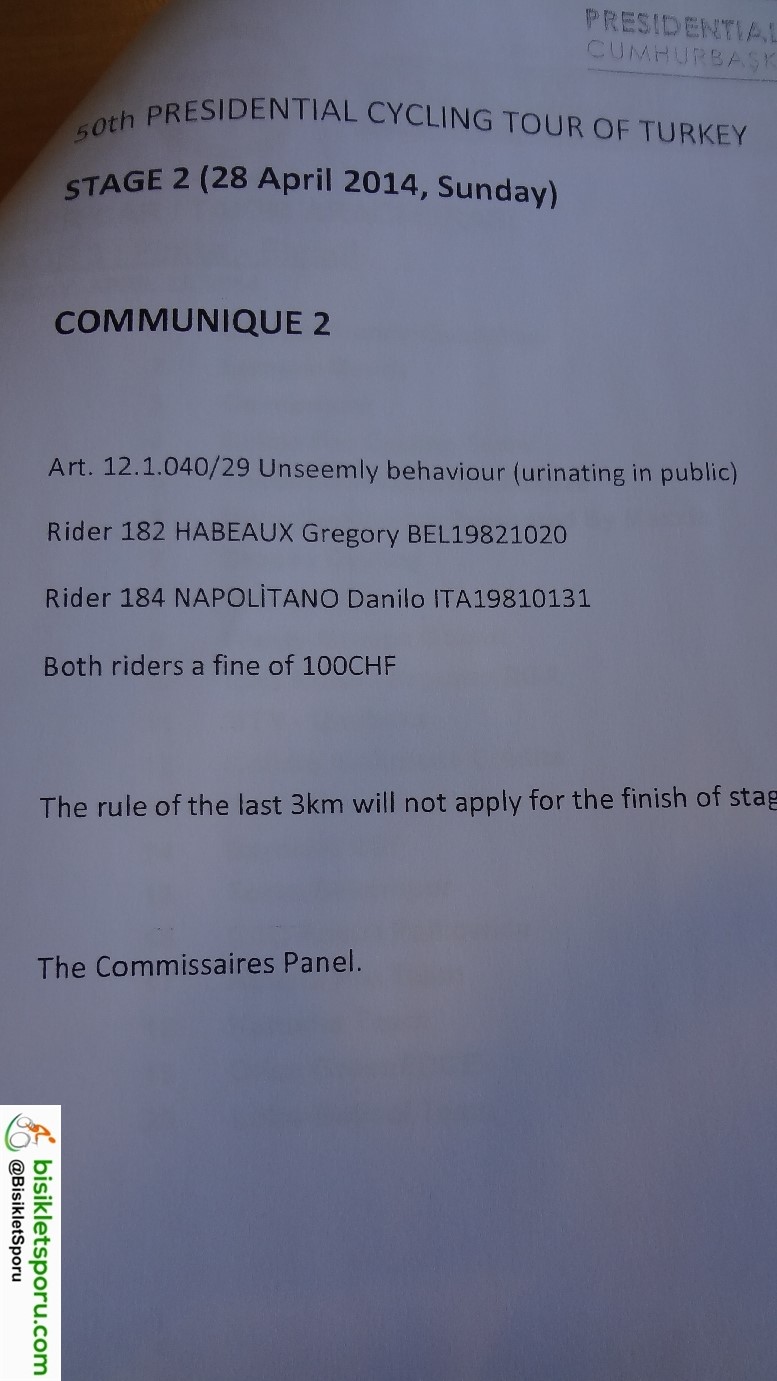 PRESIDENTIAL
CUMHURBAŞK
50th PRESIDENTIAL CYCLING TOUR OF TURKEY
STAGE 2 (28 April 2014, Sunday)
COMMUNIQUE 2
Art. 12.1.040/29 Unseemly behaviour (urinating in public)
Rider 182 HABEAUX Gregory BEL19821020
Rider 184 NAPOLİTANO Danilo ITA19810131
Both riders a fine of 100CHF
The rule of the last 3km will not apply for the finish of stag
The Commissaires Panel.
bisikletsporu.com
@BisikletSporu